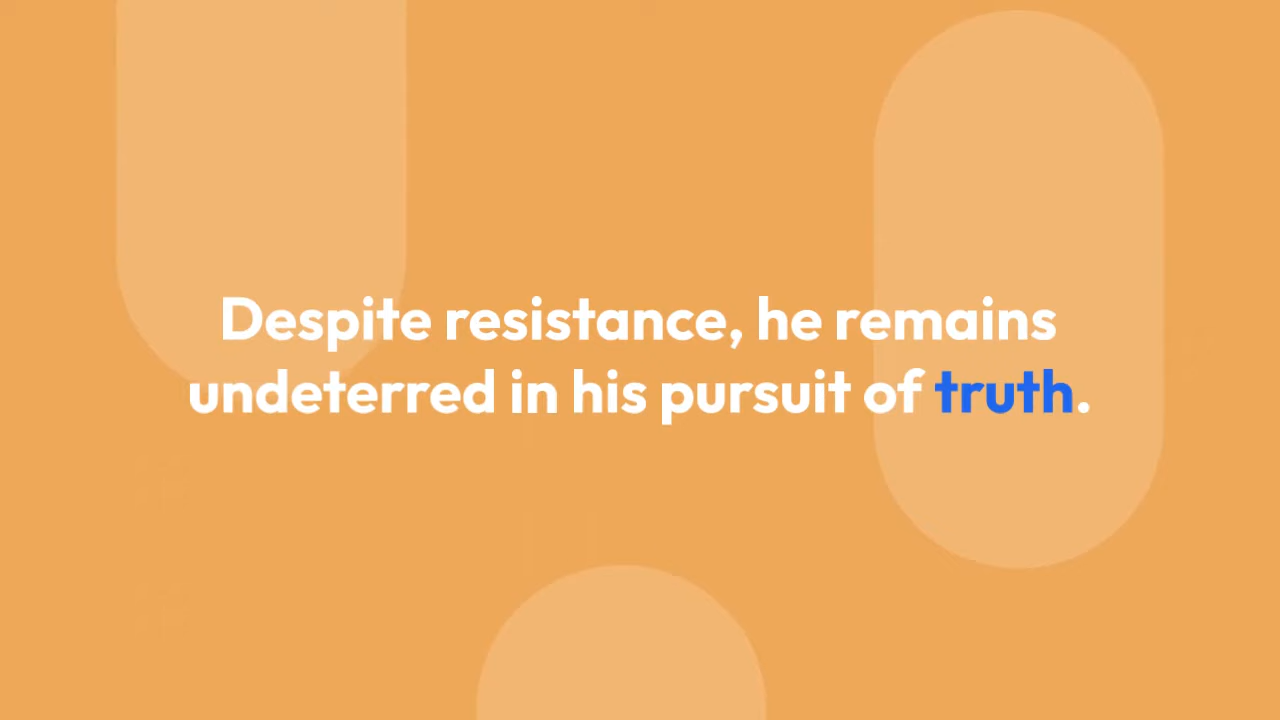 Despite resistance, he remains
undeterred in his pursuit of truth.